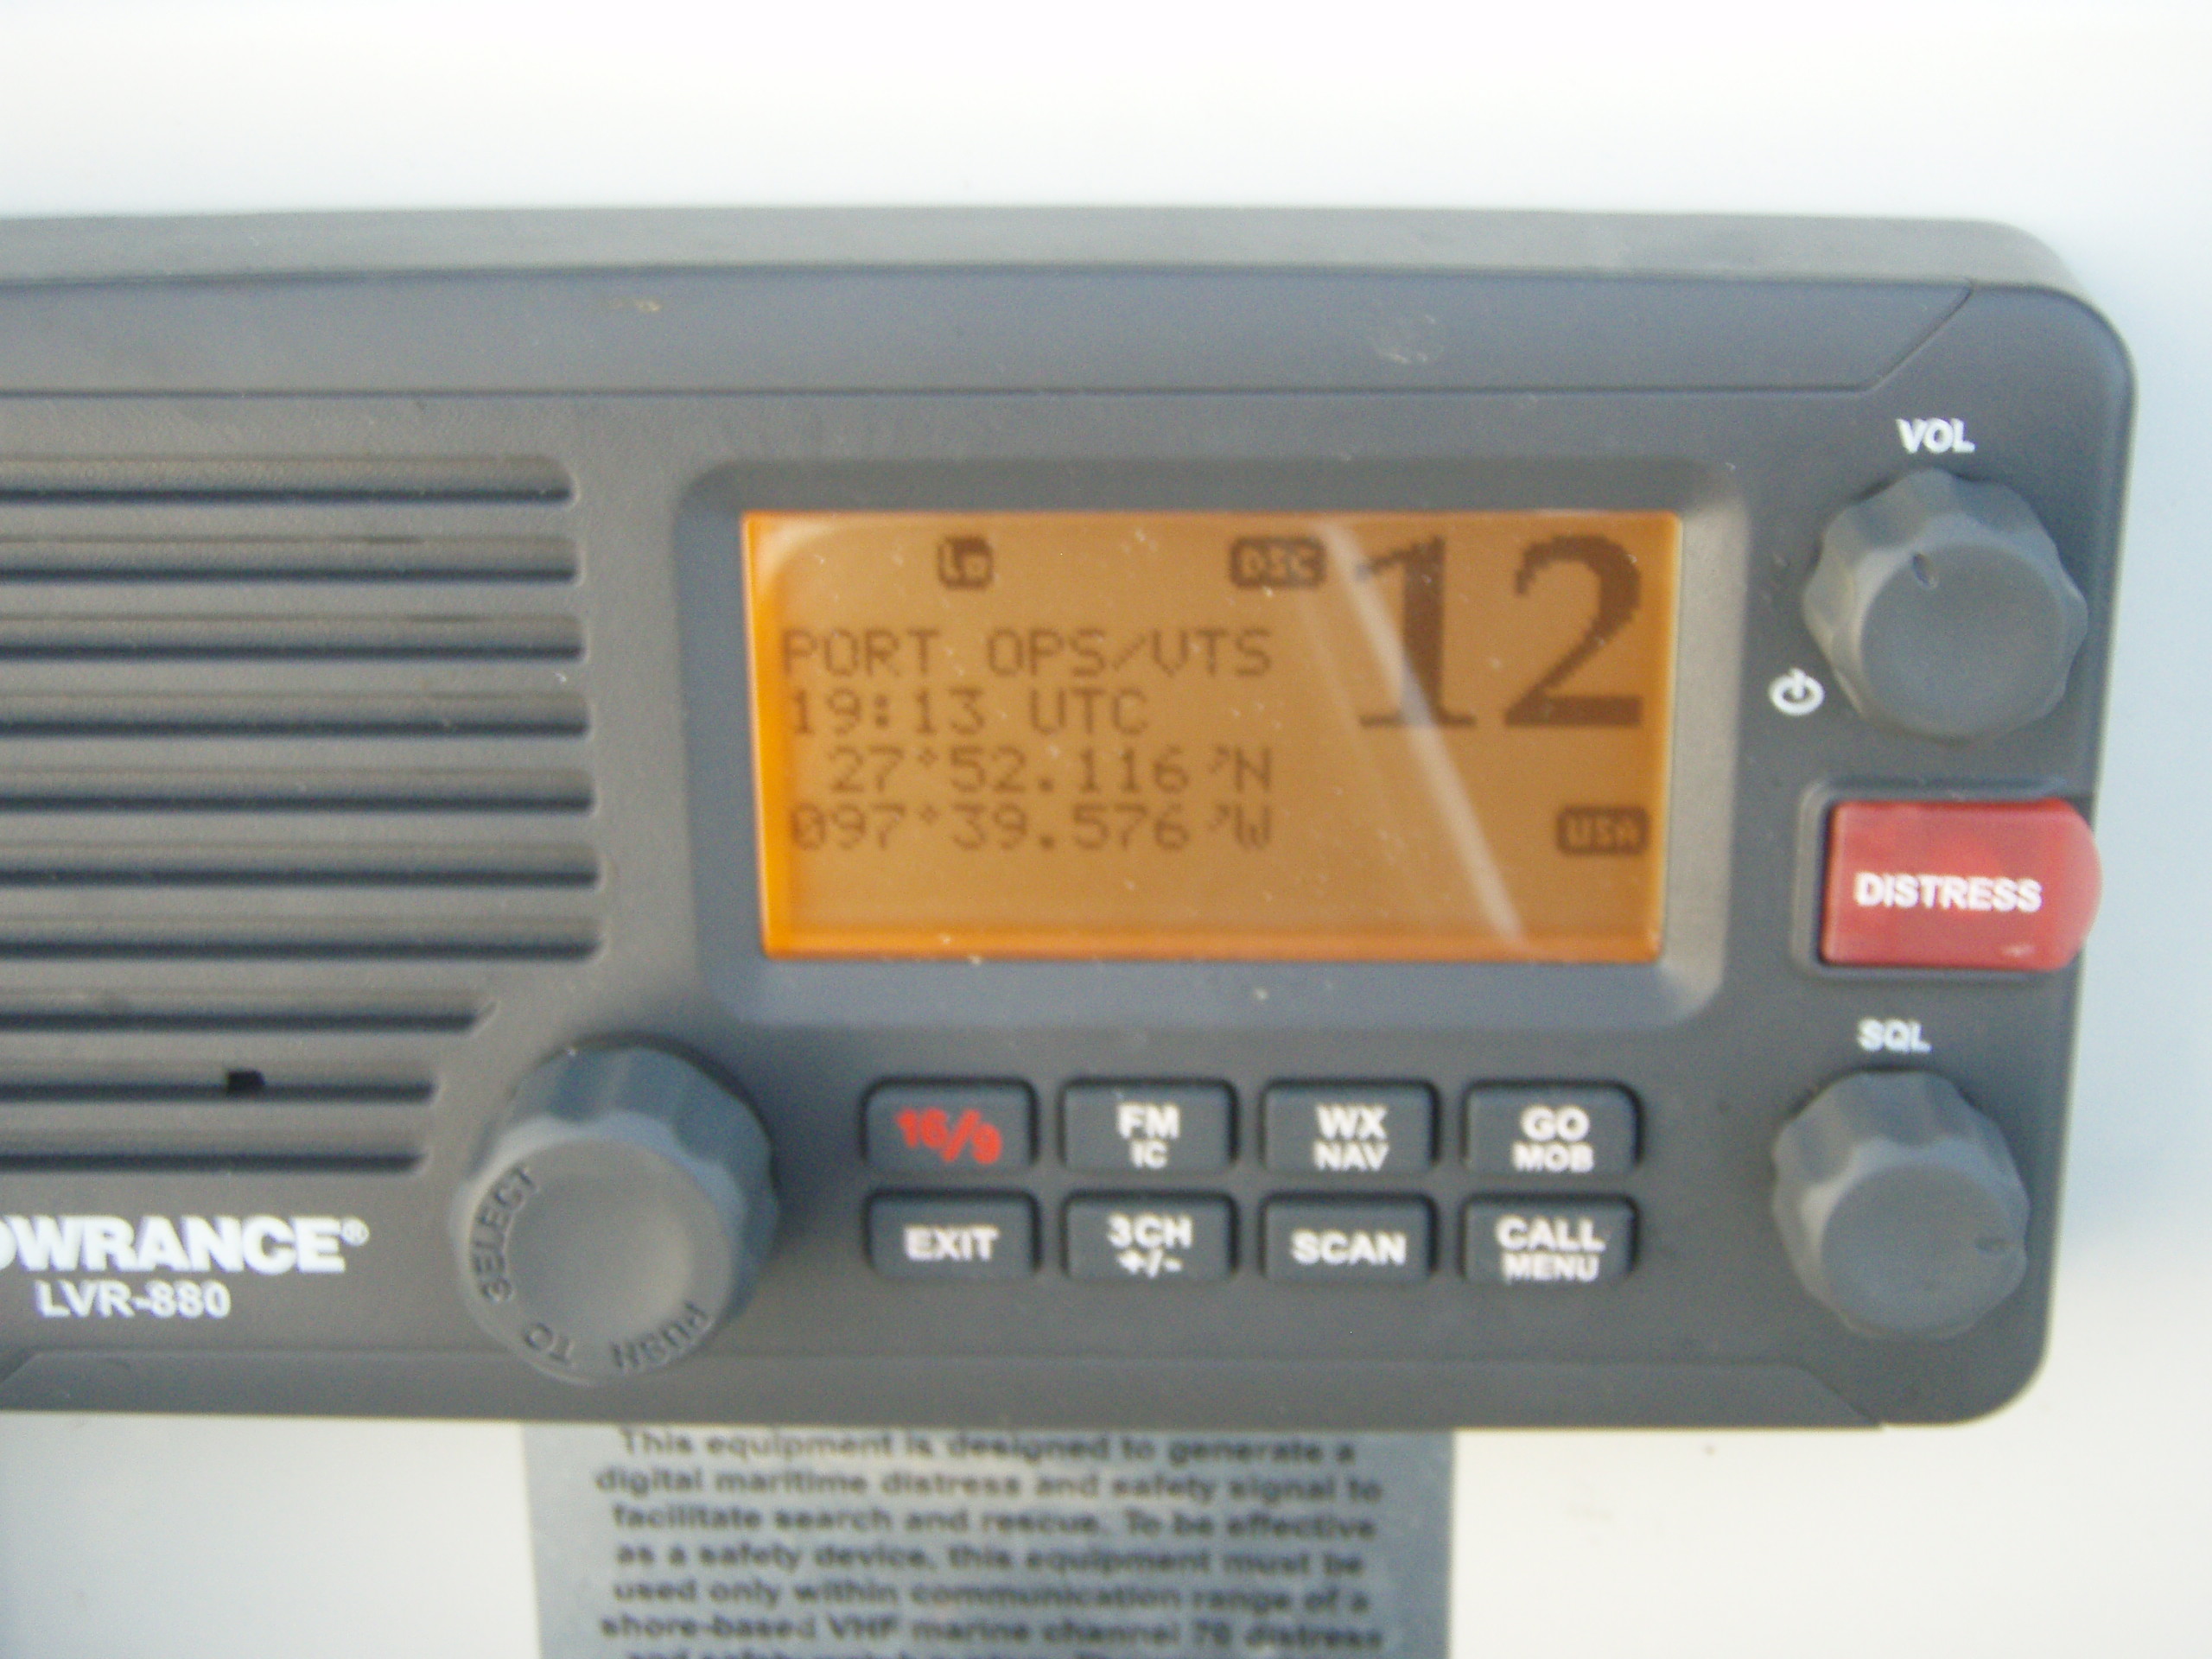 VOL
Lo DSC 12
PORT OPS/VTS
19:13 UTC
27°52.116'N
097°39.576'W
USA
DISTRESS
SQL
16/9 FM IC WX NAV GO MOB
EXIT 3CH +/- SCAN CALL MENU
PUSH TO SELECT
OWRANCE®
LVR-880
This equipment is designed to generate a
digital maritime distress and safety signal to
facilitate search and rescue. To be effective
as a safety device, this equipment must be
used only within communication range of a
shore-based VHF marine channel 70 distress